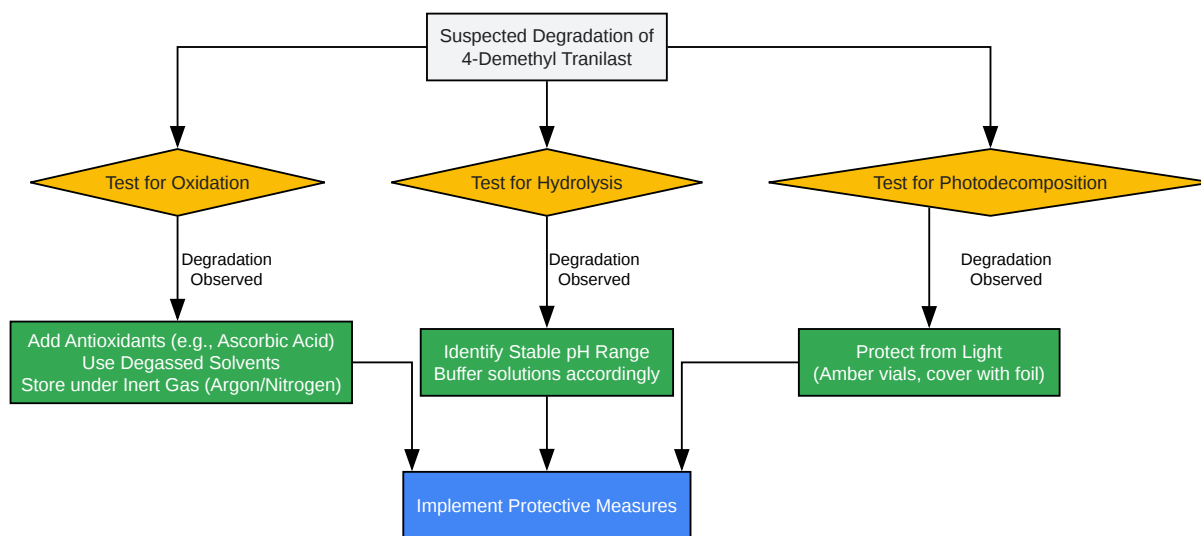 Suspected Degradation of
4-Demethyl Tranilast
Test for Oxidation
Test for Hydrolysis
Test for Photodecomposition
Degradation
Observed
Degradation
Observed
Degradation
Observed
Add Antioxidants (e.g., Ascorbic Acid)
Use Degassed Solvents
Store under Inert Gas (Argon/Nitrogen)
Identify Stable pH Range
Buffer solutions accordingly
Protect from Light
(Amber vials, cover with foil)
Implement Protective Measures